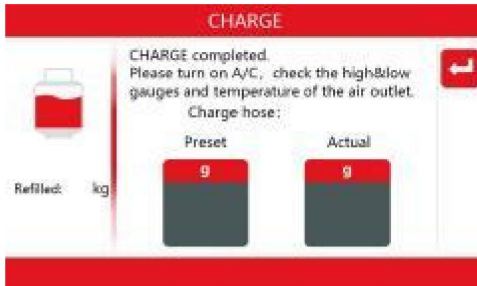 CHARGE
CHARGE completed.
Please turn on A/C, check the high&low
gauges and temperature of the air outlet.
Charge hose:
Preset Actual
g g
Refilled: kg